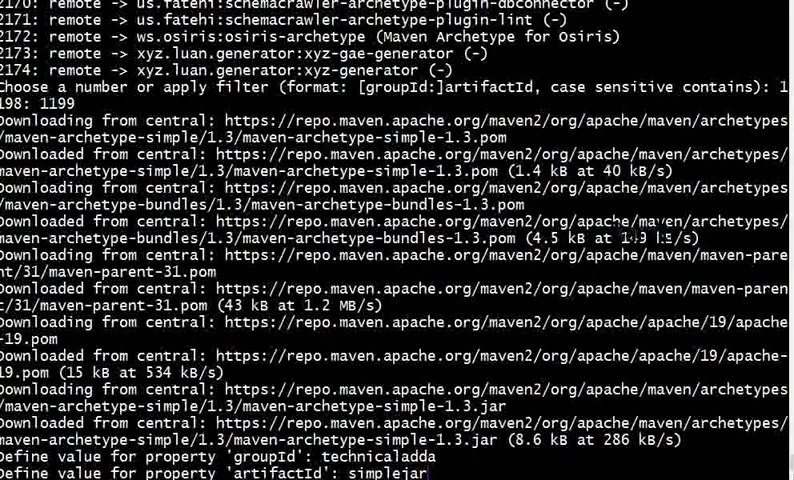 2170: remote -> us.fatehi:schemacrawler-archetype-plugin-dbconnector (-)
2171: remote -> us.fatehi:schemacrawler-archetype-plugin-lint (-)
2172: remote -> ws.osiris:osiris-archetype (Maven Archetype for Osiris)
2173: remote -> xyz.luan.generator:xyz-gae-generator (-)
2174: remote -> xyz.luan.generator:xyz-generator (-)
Choose a number or apply filter (format: [groupId:]artifactId, case sensitive contains): 1
198: 1199
Downloading from central: https://repo.maven.apache.org/maven2/org/apache/maven/archetypes
/maven-archetype-simple/1.3/maven-archetype-simple-1.3.pom
Downloaded from central: https://repo.maven.apache.org/maven2/org/apache/maven/archetypes/
maven-archetype-simple/1.3/maven-archetype-simple-1.3.pom (1.4 kB at 40 kB/s)
Downloading from central: https://repo.maven.apache.org/maven2/org/apache/maven/archetypes
/maven-archetype-bundles/1.3/maven-archetype-bundles-1.3.pom
Downloaded from central: https://repo.maven.apache.org/maven2/org/apache/maven/archetypes/
maven-archetype-bundles/1.3/maven-archetype-bundles-1.3.pom (4.5 kB at
Downloading from central: https://repo.maven.apache.org/maven2/org/apache/maven/maven-pare
nt/31/maven-parent-31.pom
Downloaded from central: https://repo.maven.apache.org/maven2/org/apache/maven/maven-paren
t/31/maven-parent-31.pom (43 kB at 1.2 MB/s)
Downloading from central: https://repo.maven.apache.org/maven2/org/apache/apache/19/apache
-19.pom
Downloaded from central: https://repo.maven.apache.org/maven2/org/apache/apache/19/apache-
19.pom (15 kB at 534 kB/s)
Downloading from central: https://repo.maven.apache.org/maven2/org/apache/maven/archetypes
/maven-archetype-simple/1.3/maven-archetype-simple-1.3.jar
Downloaded from central: https://repo.maven.apache.org/maven2/org/apache/maven/archetypes/
maven-archetype-simple/1.3/maven-archetype-simple-1.3.jar (8.6 kB at 286 kB/s)
Define value for property 'groupId': technicaladda
Define value for property 'artifactId': simplejar